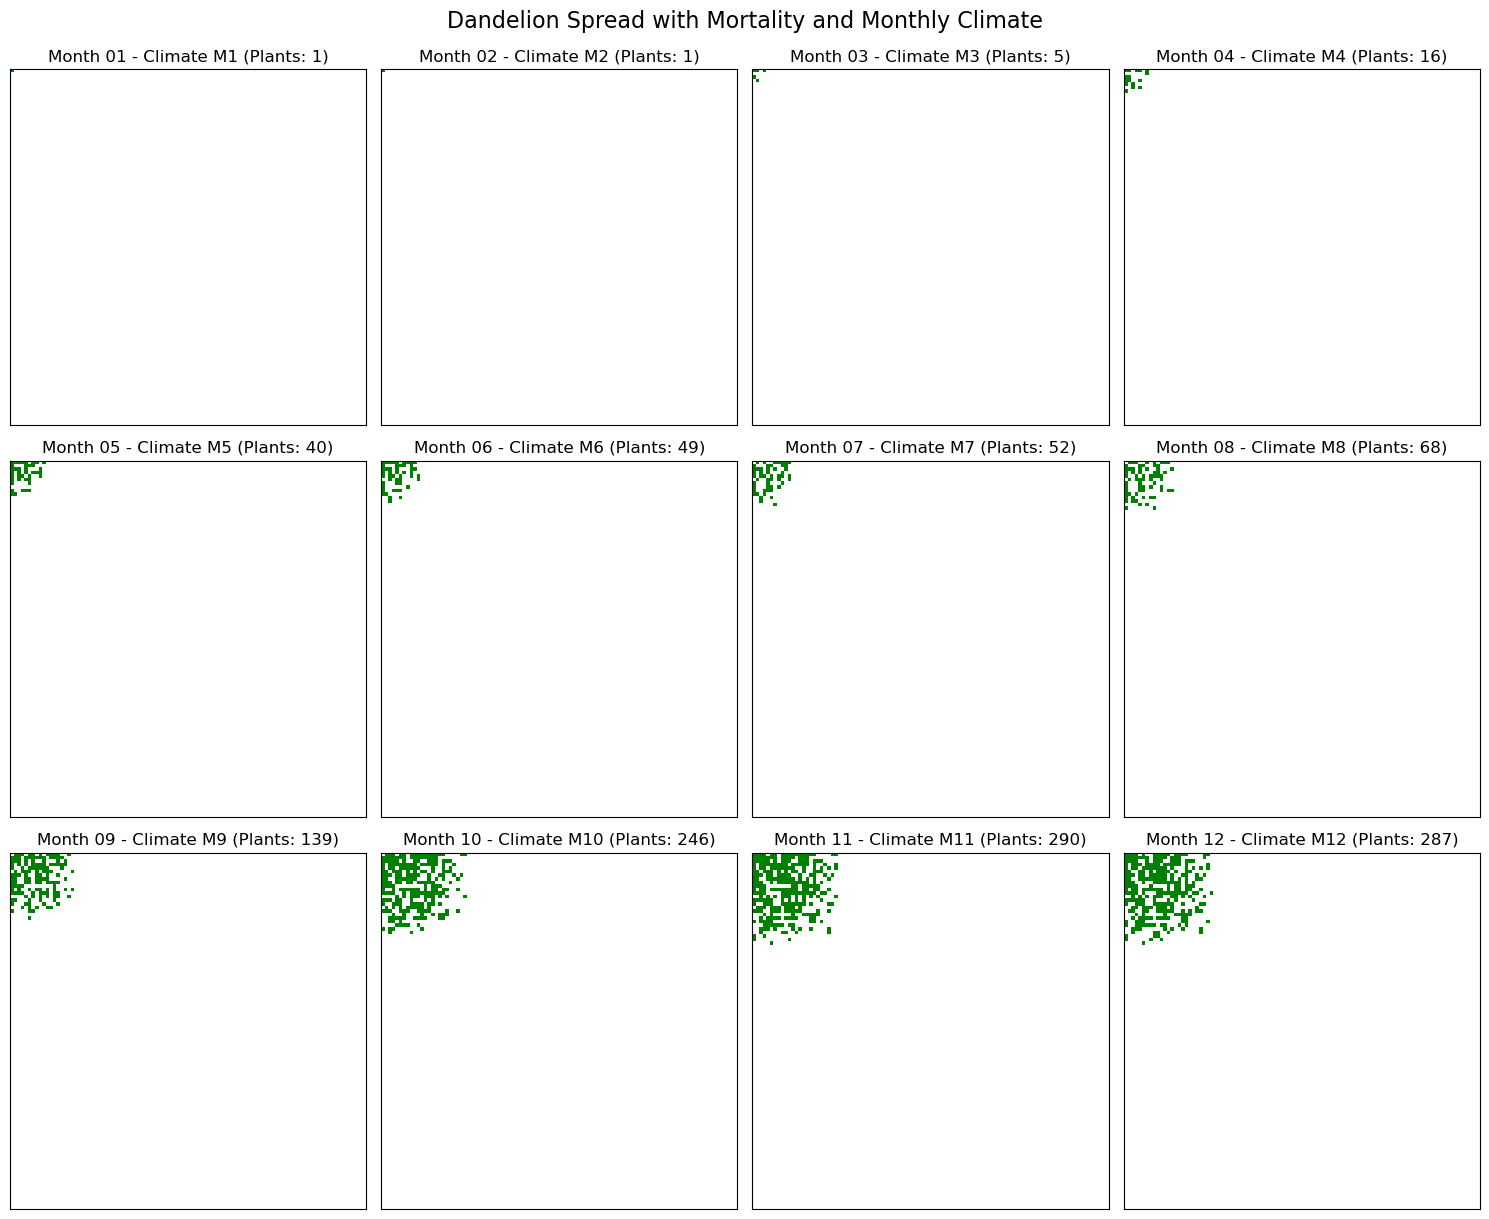 Dandelion Spread with Mortality and Monthly Climate
Month 01 - Climate M1 (Plants: 1)
Month 02 - Climate M2 (Plants: 1)
Month 03 - Climate M3 (Plants: 5)
Month 04 - Climate M4 (Plants: 16)
Month 05 - Climate M5 (Plants: 40)
Month 06 - Climate M6 (Plants: 49)
Month 07 - Climate M7 (Plants: 52)
Month 08 - Climate M8 (Plants: 68)
Month 09 - Climate M9 (Plants: 139)
Month 10 - Climate M10 (Plants: 246)
Month 11 - Climate M11 (Plants: 290)
Month 12 - Climate M12 (Plants: 287)